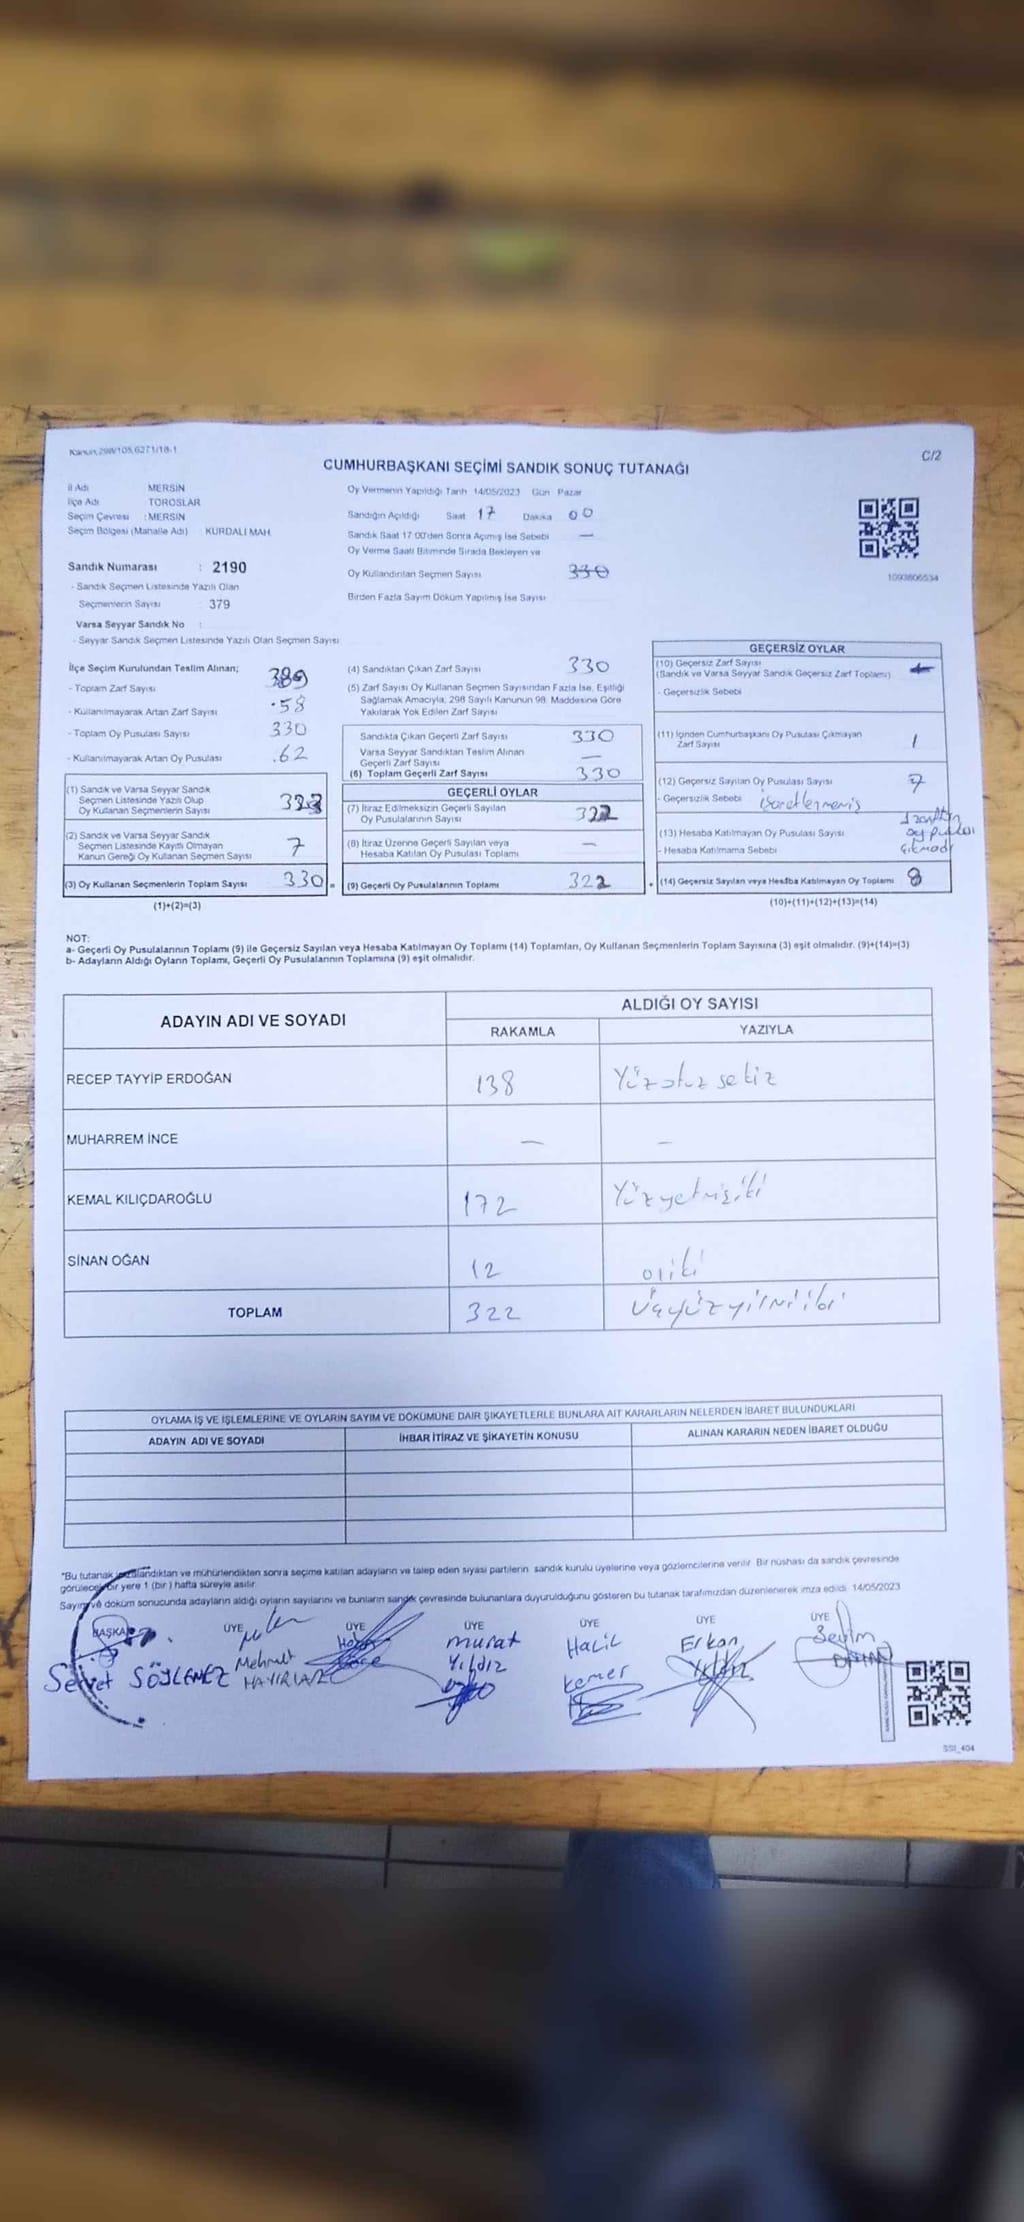 Kanun:298/105,6271/18-1
C/2
CUMHURBAŞKANI SEÇİMİ SANDIK SONUÇ TUTANAĞI
İl Adı MERSİN
İlçe Adı TOROSLAR
Seçim Çevresi : MERSİN
Seçim Bölgesi (Mahalle Adı) KURDALİ MAH.
Sandık Numarası : 2190
- Sandık Seçmen Listesinde Yazılı Olan
Seçmenlerin Sayısı : 379
Varsa Seyyar Sandık No :
- Seyyar Sandık Seçmen Listesinde Yazılı Olan Seçmen Sayısı
Oy Vermenin Yapıldığı Tarih 14/05/2023 Gün Pazar
Sandığın Açıldığı Saat 17 Dakika 00
Sandık Saat 17:00'den Sonra Açımış İse Sebebi —
Oy Verme Saati Bitiminde Sırada Bekleyen ve
Oy Kullandırılan Seçmen Sayısı 330
Birden Fazla Sayım Döküm Yapılmış İse Sayısı
1093806534
İlçe Seçim Kurulundan Teslim Alınan;
- Toplam Zarf Sayısı
- Kullanılmayarak Artan Zarf Sayısı 58
- Toplam Oy Pusulası Sayısı 330
- Kullanılmayarak Artan Oy Pusulası 62
(1) Sandık ve Varsa Seyyar Sandık
Seçmen Listesinde Yazılı Olup
Oy Kullanan Seçmenlerin Sayısı 323
(2) Sandık ve Varsa Seyyar Sandık
Seçmen Listesinde Kayıtlı Olmayan
Kanun Gereği Oy Kullanan Seçmen Sayısı 7
(3) Oy Kullanan Seçmenlerin Toplam Sayısı 330
(1)+(2)=(3)
(4) Sandıktan Çıkan Zarf Sayısı 330
(5) Zarf Sayısı Oy Kullanan Seçmen Sayısından Fazla İse, Eşitliği
Sağlamak Amacıyla; 298 Sayılı Kanunun 98. Maddesine Göre
Yakılarak Yok Edilen Zarf Sayısı
Sandıkta Çıkan Geçerli Zarf Sayısı 330
Varsa Seyyar Sandıktan Teslim Alınan
Geçerli Zarf Sayısı —
(6) Toplam Geçerli Zarf Sayısı 330
GEÇERLİ OYLAR
(7) İtiraz Edilmeksizin Geçerli Sayılan
Oy Pusulalarının Sayısı 322
(8) İtiraz Üzerine Geçerli Sayılan veya
Hesaba Katılan Oy Pusulası Toplamı —
(9) Geçerli Oy Pusulalarının Toplamı 322
GEÇERSİZ OYLAR
(10) Geçersiz Zarf Sayısı
(Sandık ve Varsa Seyyar Sandık Geçersiz Zarf Toplamı)
- Geçersizlik Sebebi
(11) İçinden Cumhurbaşkanı Oy Pusulası Çıkmayan
Zarf Sayısı 1
(12) Geçersiz Sayılan Oy Pusulası Sayısı 7
- Geçersizlik Sebebi işaretlenmemiş
1 zarftan
(13) Hesaba Katılmayan Oy Pusulası Sayısı oy pulası
- Hesaba Katılmama Sebebi çıkmadı
(14) Geçersiz Sayılan veya Hesaba Katılmayan Oy Toplamı 8
(10)+(11)+(12)+(13)=(14)
NOT:
a- Geçerli Oy Pusulalarının Toplamı (9) ile Geçersiz Sayılan veya Hesaba Katılmayan Oy Toplamı (14) Toplamları, Oy Kullanan Seçmenlerin Toplam Sayısına (3) eşit olmalıdır. (9)+(14)=(3)
b- Adayların Aldığı Oyların Toplamı, Geçerli Oy Pusulalarının Toplamına (9) eşit olmalıdır.
ADAYIN ADI VE SOYADI
ALDIĞI OY SAYISI
RAKAMLA YAZIYLA
RECEP TAYYİP ERDOĞAN 138 Yüzotuz sekiz
MUHARREM İNCE — —
KEMAL KILIÇDAROĞLU 172 Yüzyetmişiki
SİNAN OĞAN 12 oniki
TOPLAM 322 üçyüzyirmiiki
OYLAMA İŞ VE İŞLEMLERİNE VE OYLARIN SAYIM VE DÖKÜMÜNE DAİR ŞİKAYETLERLE BUNLARA AİT KARARLARIN NELERDEN İBARET BULUNDUKLARI
ADAYIN ADI VE SOYADI İHBAR İTİRAZ VE ŞİKAYETİN KONUSU ALINAN KARARIN NEDEN İBARET OLDUĞU
"Bu tutanak imzalandıktan ve mühürlendikten sonra seçime katılan adayların ve talep eden siyasi partilerin sandık kurulu üyelerine veya gözlemcilerine verilir. Bir nüshası da sandık çevresinde
görülecek bir yere 1 (bir) hafta süreyle asılır.
Sayım ve döküm sonucunda adayların aldığı oyların sayılarını ve bunların sandık çevresinde bulunanlara duyurulduğunu gösteren bu tutanak tarafımızdan düzenlenerek imza edildi. 14/05/2023
BAŞKAN ÜYE ÜYE ÜYE ÜYE ÜYE ÜYE
Servet SÖYLEMEZ
Mehmet
Murat
Yıldız
Halil
Kömer
Erkan
Yıldız
Sevim
SSI_404